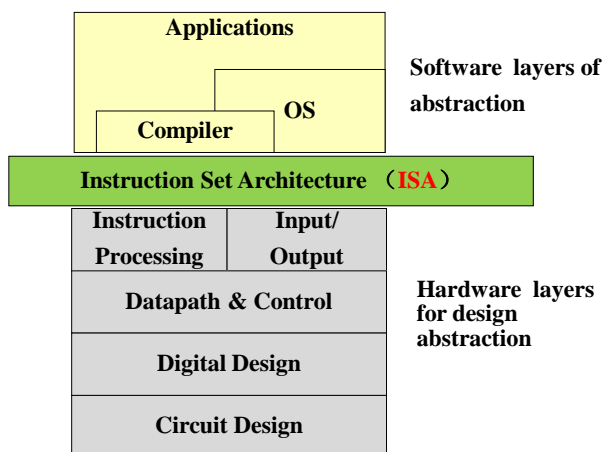 Applications
Software layers of
abstraction
OS
Compiler
Instruction Set Architecture （ISA）
Instruction
Processing
Input/
Output
Datapath & Control
Hardware layers
for design
abstraction
Digital Design
Circuit Design